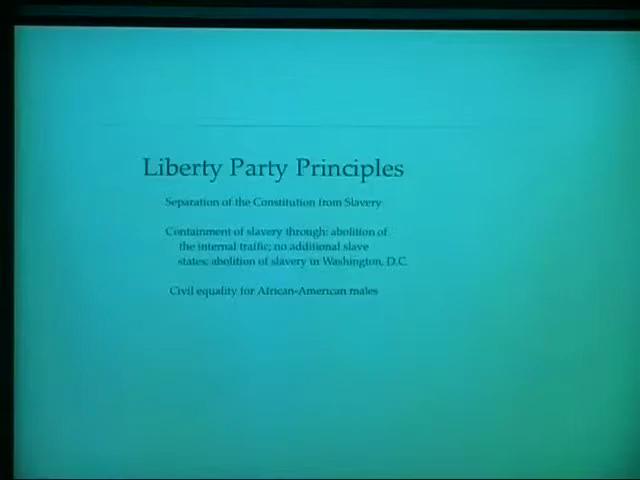 Liberty Party Principles
Separation of the Constitution from Slavery
Containment of slavery through: abolition of
the internal traffic; no additional slave
states; abolition of slavery in Washington, D.C.
Civil equality for African-American males